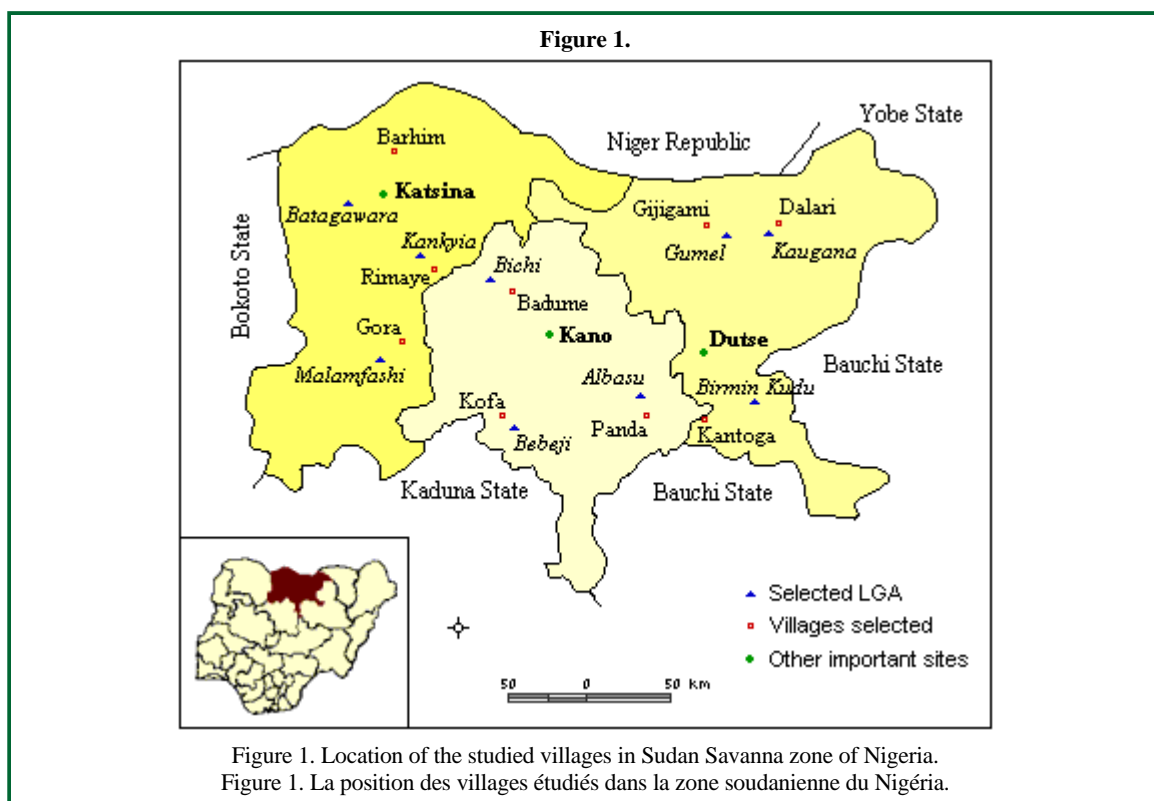 Figure 1.
Yobe State
Niger Republic
Barhim
Katsina
Batagawara
Gijigami
Dalari
Gumel
Kaugana
Kankyia
Rimaye
Bichi
Badume
Bokoto State
Gora
Kano
Dutse
Malamfashi
Bauchi State
Albasu
Birmin Kudu
Kofa
Panda
Kantoga
Bebeji
Kaduna State
Bauchi State
Selected LGA
Villages selected
Other important sites
50 0 50 km
Figure 1. Location of the studied villages in Sudan Savanna zone of Nigeria.
Figure 1. La position des villages étudiés dans la zone soudanienne du Nigéria.